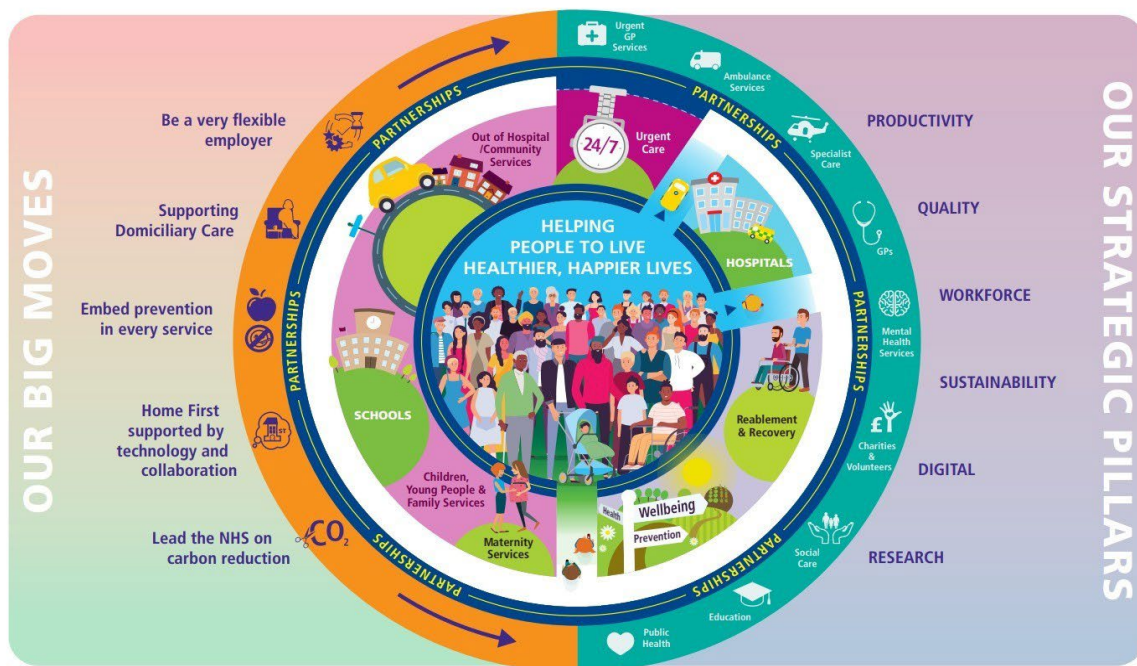 OUR BIG MOVES
Be a very flexible
employer
Supporting
Domiciliary Care
Embed prevention
in every service
Home First
supported by
technology and
collaboration
Lead the NHS on
carbon reduction
ST
CO₂
PARTNERSHIPS
PARTNERSHIPS
PARTNERSHIPS
PARTNERSHIPS
PARTNERSHIPS
PARTNERSHIPS
Out of Hospital
/Community
Services
24/7
Urgent
Care
HOSPITALS
HELPING
PEOPLE TO LIVE
HEALTHIER, HAPPIER LIVES
SCHOOLS
Children,
Young People &
Family Services
Maternity
Services
Reablement
& Recovery
Health
Wellbeing
Prevention
Urgent
GP
Services
Ambulance
Services
Specialist
Care
GPs
Mental
Health
Services
£
Charities
&
Volunteers
Social
Care
Education
Public
Health
PRODUCTIVITY
QUALITY
WORKFORCE
SUSTAINABILITY
DIGITAL
RESEARCH
OUR STRATEGIC PILLARS